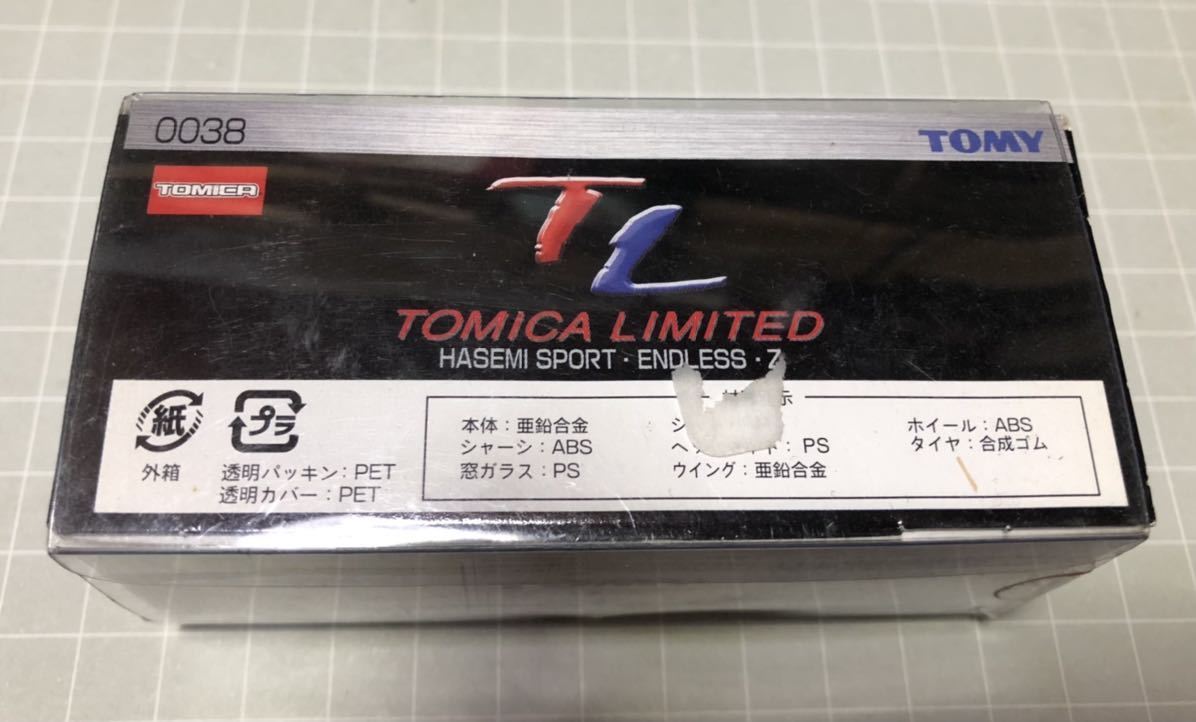 0038
TOMY
TOMICA
TL
TOMICA LIMITED
HASEMI SPORT・ENDLESS・Z
紙
プラ
外箱
透明パッキン：PET
透明カバー：PET
本体：亜鉛合金
シャーシ：ABS
窓ガラス：PS
：PS
ウイング：亜鉛合金
ホイール：ABS
タイヤ：合成ゴム